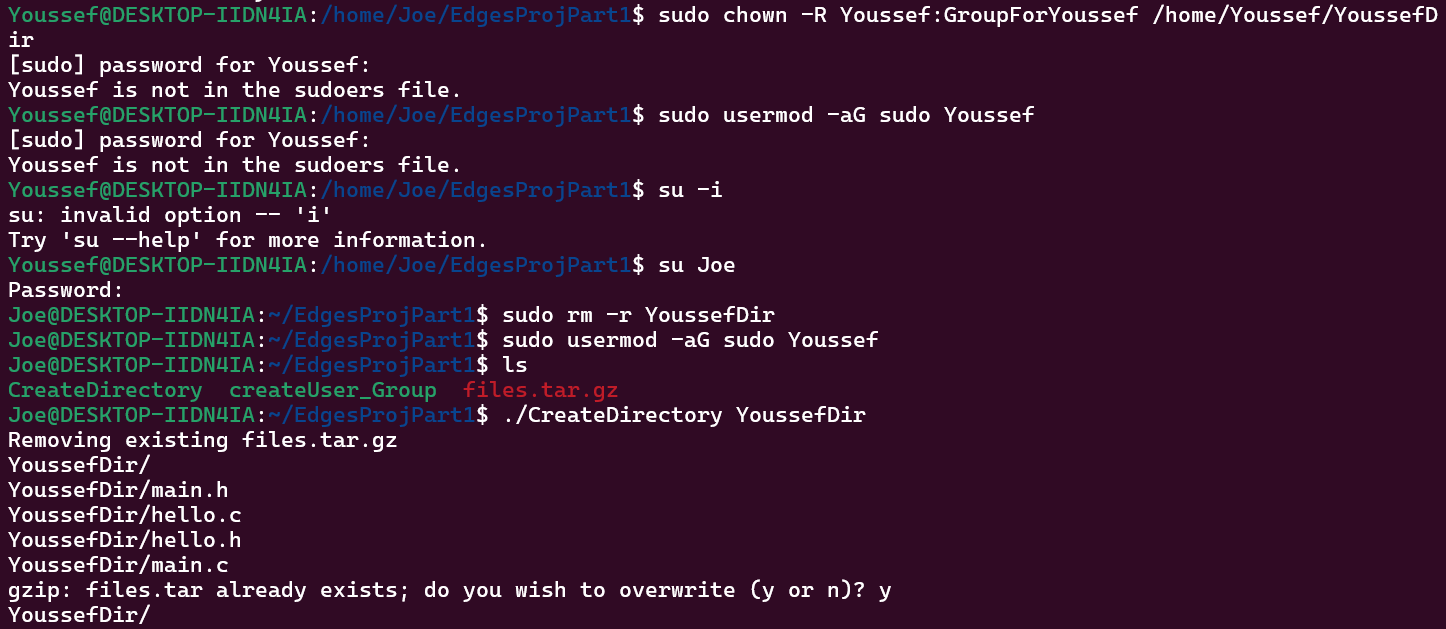 Youssef@DESKTOP-IIDN4IA:/home/Joe/EdgesProjPart1$ sudo chown -R Youssef:GroupForYoussef /home/Youssef/YoussefD
ir
[sudo] password for Youssef:
Youssef is not in the sudoers file.
Youssef@DESKTOP-IIDN4IA:/home/Joe/EdgesProjPart1$ sudo usermod -aG sudo Youssef
[sudo] password for Youssef:
Youssef is not in the sudoers file.
Youssef@DESKTOP-IIDN4IA:/home/Joe/EdgesProjPart1$ su -i
su: invalid option -- 'i'
Try 'su --help' for more information.
Youssef@DESKTOP-IIDN4IA:/home/Joe/EdgesProjPart1$ su Joe
Password:
Joe@DESKTOP-IIDN4IA:~/EdgesProjPart1$ sudo rm -r YoussefDir
Joe@DESKTOP-IIDN4IA:~/EdgesProjPart1$ sudo usermod -aG sudo Youssef
Joe@DESKTOP-IIDN4IA:~/EdgesProjPart1$ ls
CreateDirectory  createUser_Group  files.tar.gz
Joe@DESKTOP-IIDN4IA:~/EdgesProjPart1$ ./CreateDirectory YoussefDir
Removing existing files.tar.gz
YoussefDir/
YoussefDir/main.h
YoussefDir/hello.c
YoussefDir/hello.h
YoussefDir/main.c
gzip: files.tar already exists; do you wish to overwrite (y or n)? y
YoussefDir/